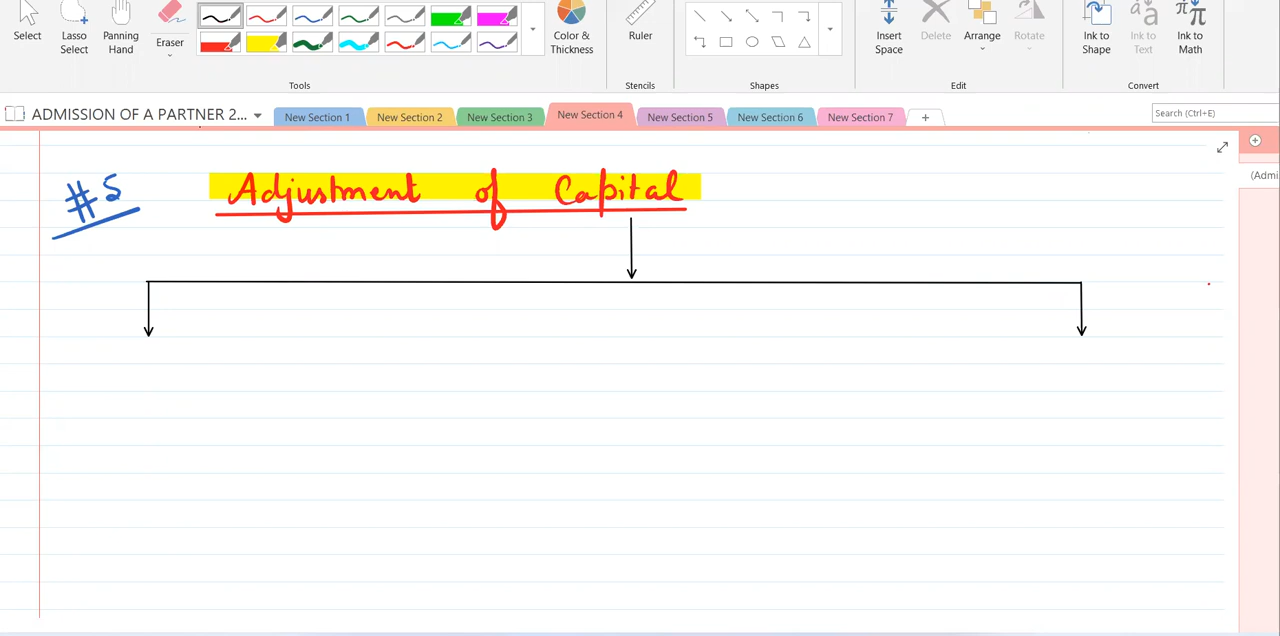 Select
Lasso Select
Panning Hand
Eraser
Color & Thickness
Ruler
Insert Space
Delete
Arrange
Rotate
Ink to Shape
Ink to Text
Ink to Math
Tools
Stencils
Shapes
Edit
Convert
ADMISSION OF A PARTNER 2...
New Section 1
New Section 2
New Section 3
New Section 4
New Section 5
New Section 6
New Section 7
Search (Ctrl+E)
(Admi
#5
Adjustment of Capital